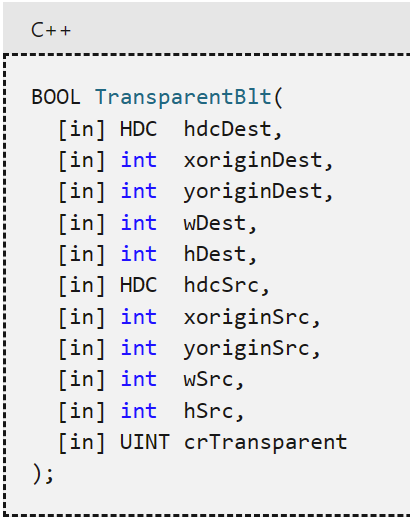 C++
BOOL TransparentBlt(
[in] HDC  hdcDest,
[in] int  xoriginDest,
[in] int  yoriginDest,
[in] int  wDest,
[in] int  hDest,
[in] HDC  hdcSrc,
[in] int  xoriginSrc,
[in] int  yoriginSrc,
[in] int  wSrc,
[in] int  hSrc,
[in] UINT crTransparent
);